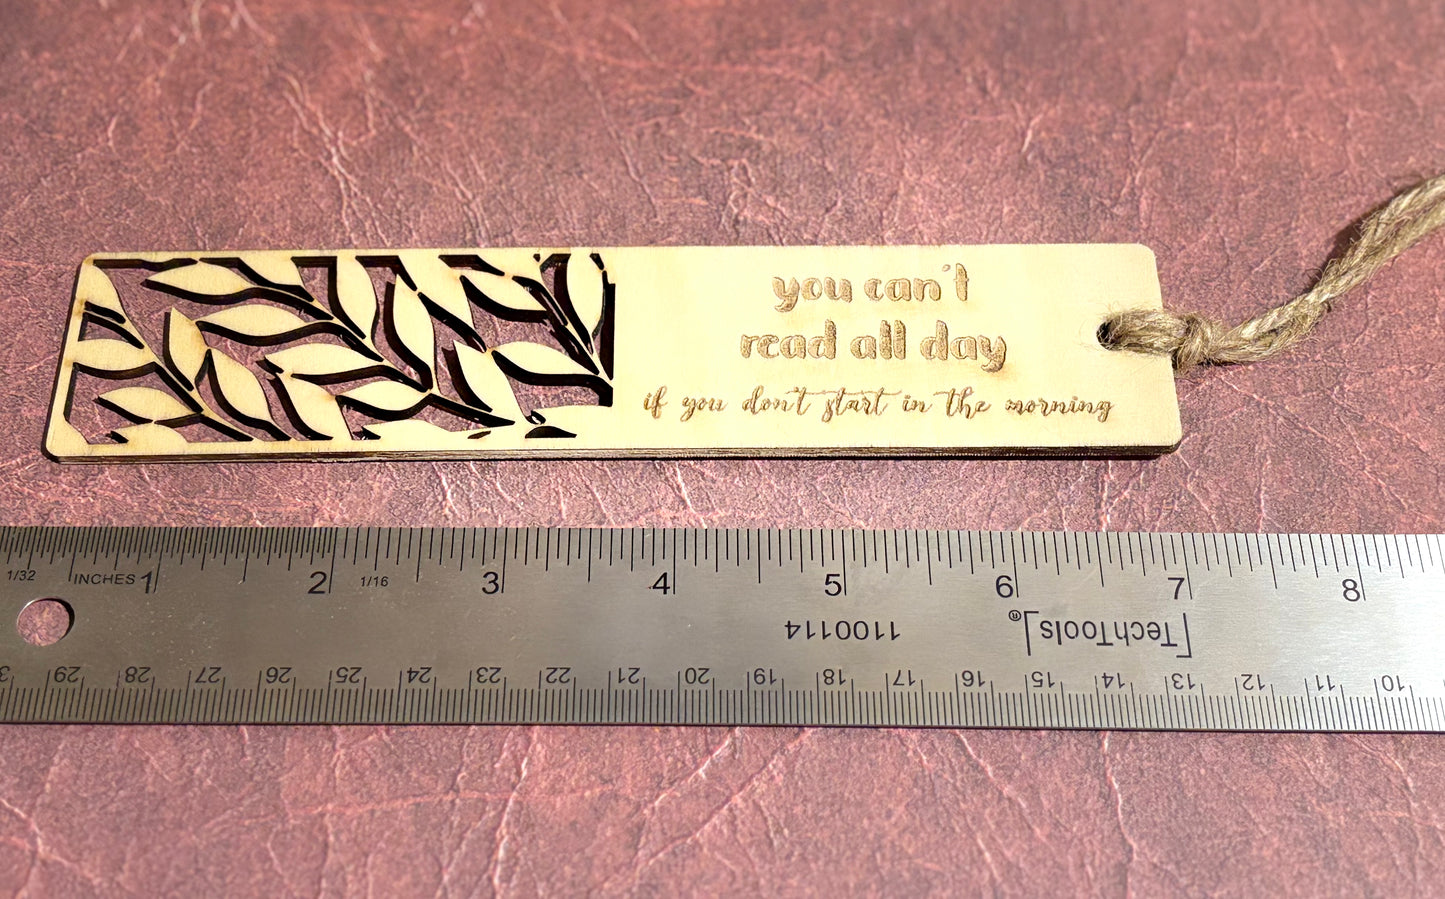 you can't
read all day
if you don't start in the morning
1/32 INCHES 1 2 1/16 3 4 5 6 7 8
1100114 TechTools®
29 28 27 26 25 24 23 22 21 20 19 18 17 16 15 14 13 12 11 10